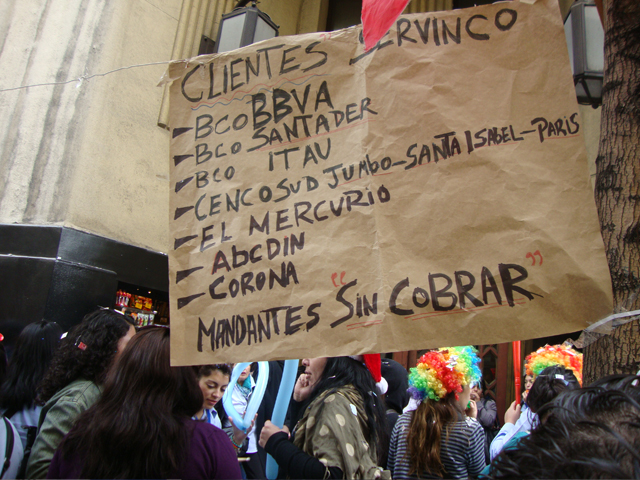 CLIENTES SERVINCO
- BCO BBVA
- BCO SANTADER
- BCO ITAU
- CENCOSUD JUMBO-SANTA ISABEL-PARIS
- EL MERCURIO
- ABCDIN
- CORONA
MANDANTES "SIN COBRAR"